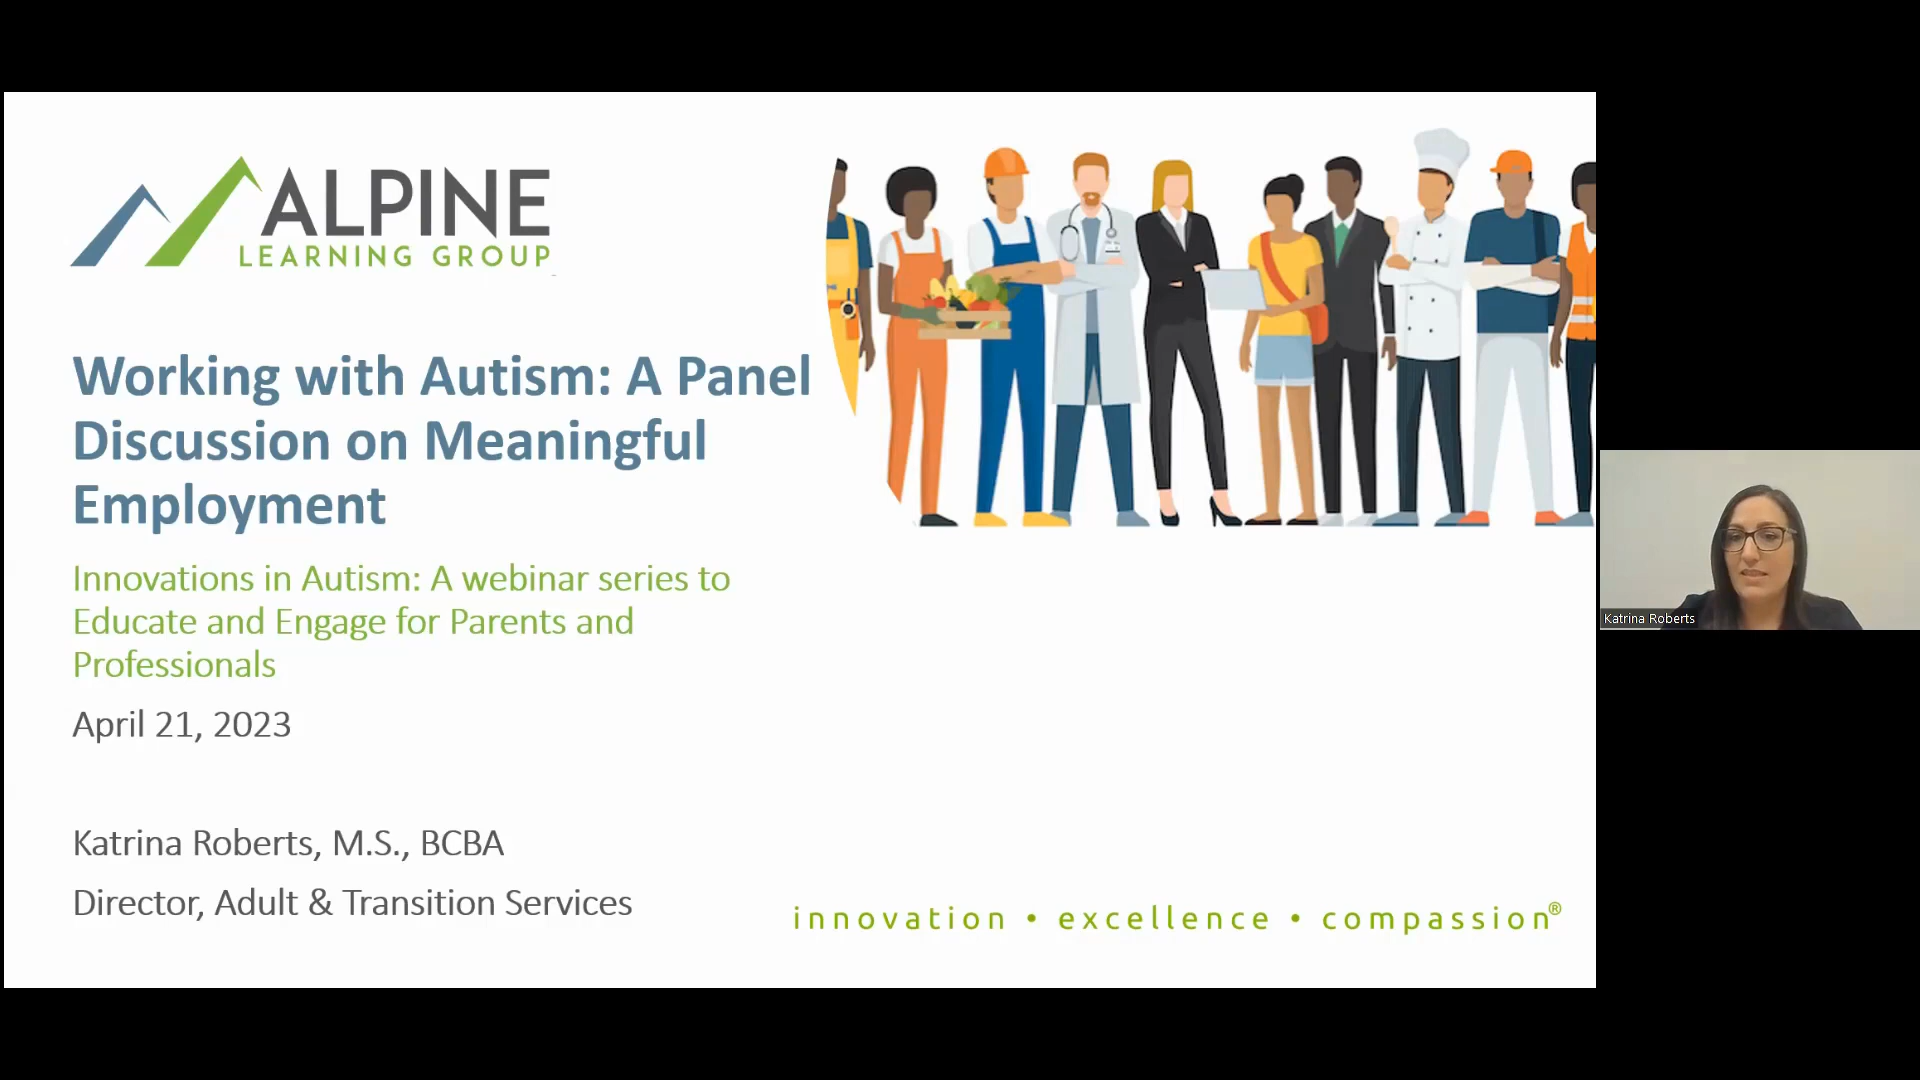 ALPINE
LEARNING GROUP
Working with Autism: A Panel
Discussion on Meaningful
Employment
Innovations in Autism: A webinar series to
Educate and Engage for Parents and
Professionals
April 21, 2023
Katrina Roberts, M.S., BCBA
Director, Adult & Transition Services
innovation • excellence • compassion®
Katrina Roberts